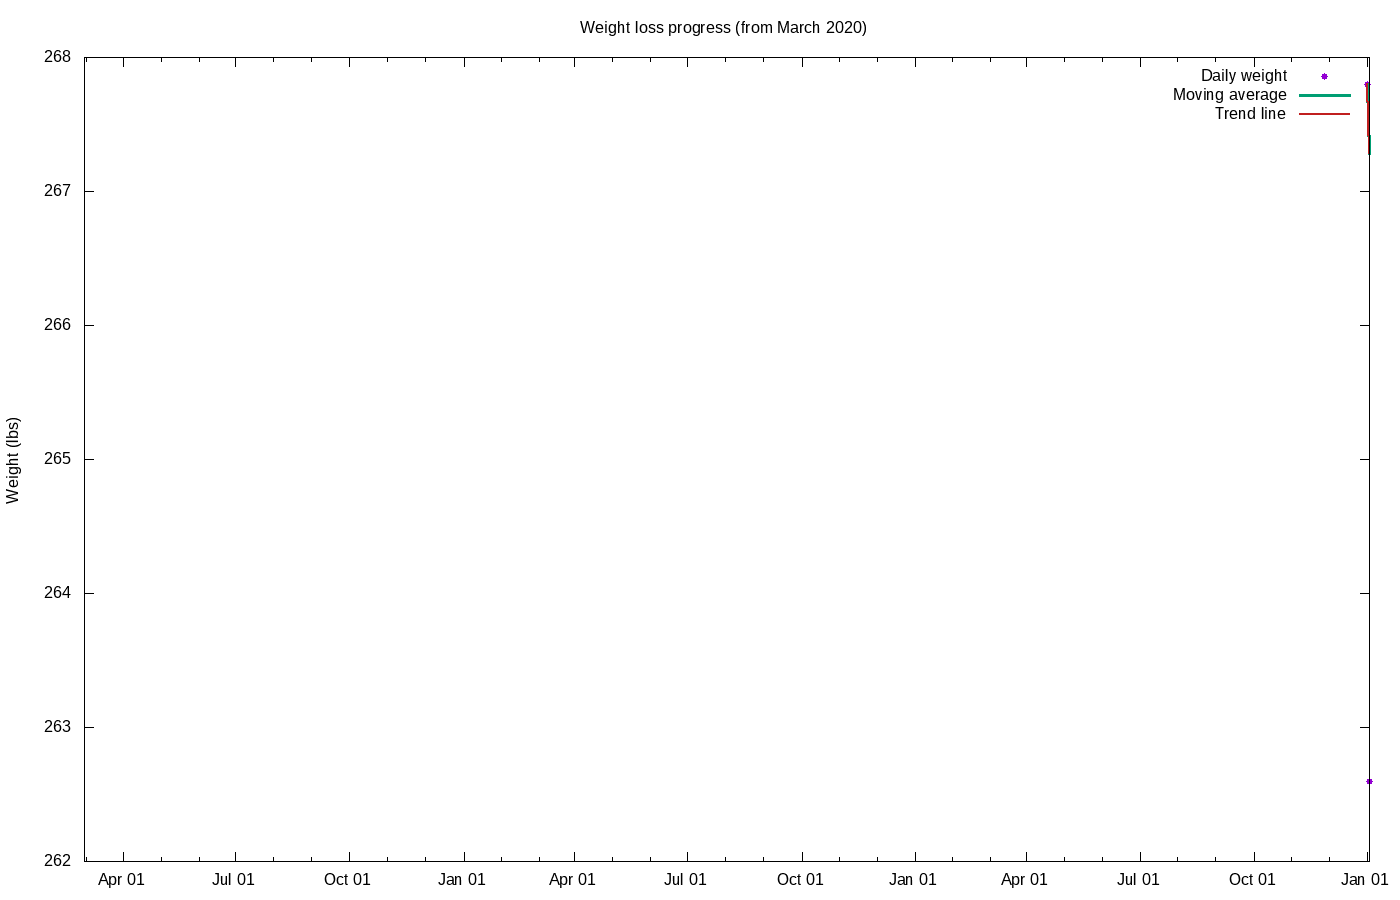 Weight loss progress (from March 2020)
268
Daily weight
Moving average
Trend line
267
266
265
Weight (lbs)
264
263
262
Apr 01 Jul 01 Oct 01 Jan 01 Apr 01 Jul 01 Oct 01 Jan 01 Apr 01 Jul 01 Oct 01 Jan 01